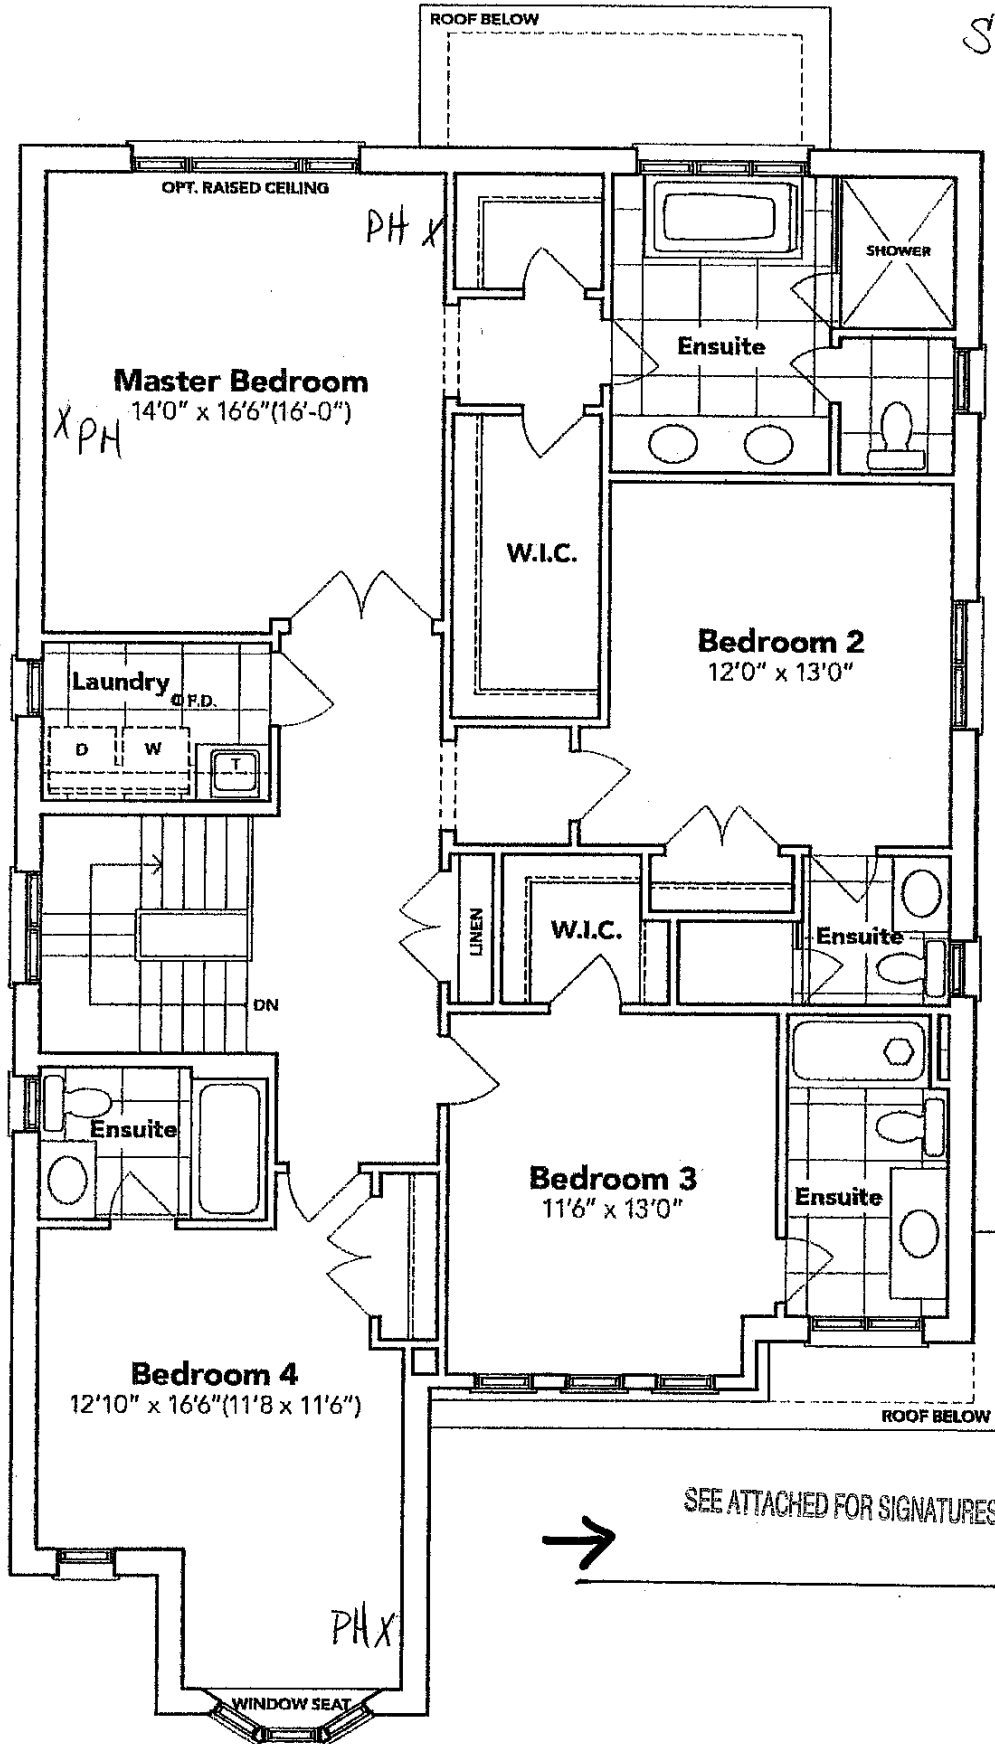 ROOF BELOW
S
OPT. RAISED CEILING
PH X
SHOWER
Ensuite
Master Bedroom
14'0" x 16'6"(16'-0")
X PH
W.I.C.
Bedroom 2
12'0" x 13'0"
Laundry
F.D.
D
W
T
LINEN
W.I.C.
Ensuite
DN
Ensuite
Bedroom 3
11'6" x 13'0"
Ensuite
Bedroom 4
12'10" x 16'6"(11'8 x 11'6")
ROOF BELOW
SEE ATTACHED FOR SIGNATURES
PH X
WINDOW SEAT